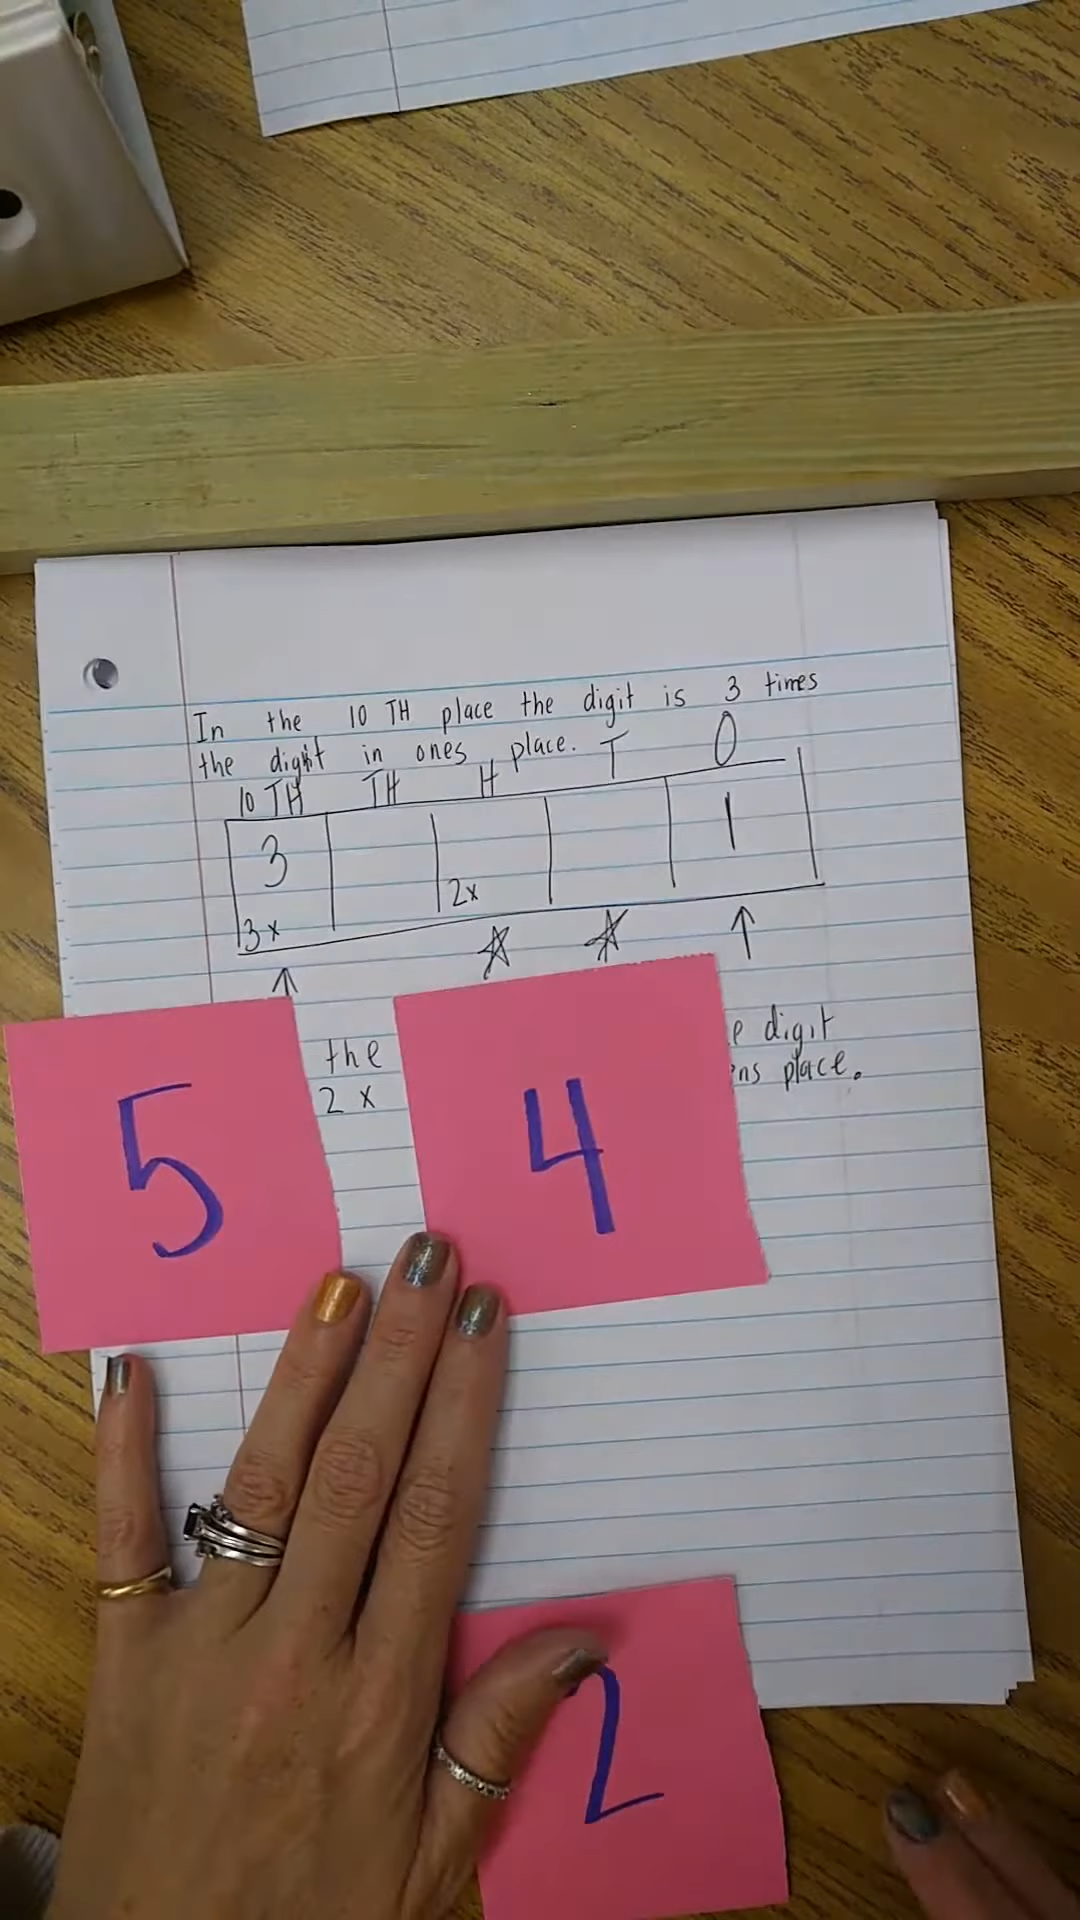 In the 10 TH place the digit is 3 times
the digit in ones place.
10 TH TH H T O
3 1
3x 2x
the e digit
2 x ns place.
5 4
2